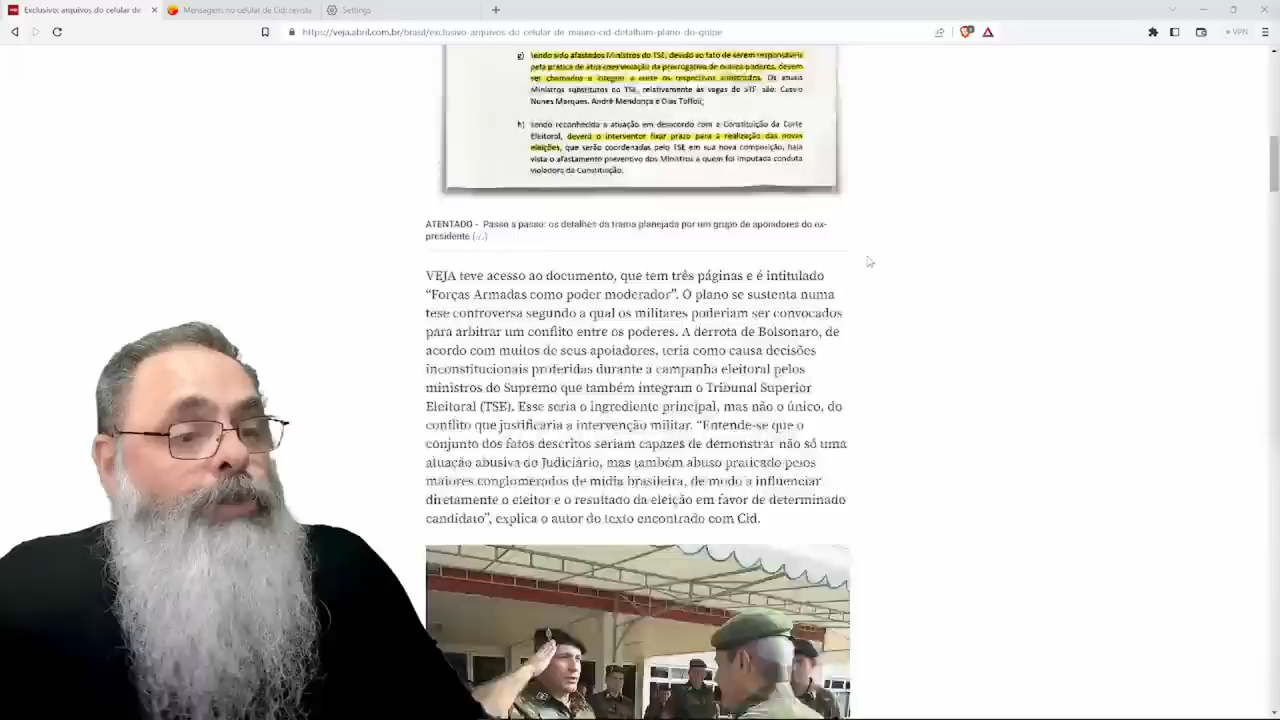 Exclusivo: arquivos do celular de
Mensagens no celular de Cid: revista
Settings
https://veja.abril.com.br/brasil/exclusivo-arquivos-do-celular-de-mauro-cid-detalham-plano-do-golpe
VPN
g) tendo sido afastados Ministros do TSE, devido ao fato de serem responsáveis
pela prática de atos com violação da prerrogativa de outros poderes, devem
ser chamados a integrar a corte os respectivos substitutos. Os atuais
Ministros substitutos do TSE, relativamente às vagas do STF são: Cassio
Nunes Marques, André Mendonça e Dias Toffoli;
h) sendo reconhecida a atuação em desacordo com a Constituição da Corte
Eleitoral, deverá o interventor fixar prazo para a realização das novas
eleições, que serão coordenadas pelo TSE em sua nova composição, haja
vista o afastamento preventivo dos Ministros a quem foi imputada conduta
violadora da Constituição.
ATENTADO - Passo a passo: os detalhes da trama planejada por um grupo de apoiadores do ex-
presidente (./.)
VEJA teve acesso ao documento, que tem três páginas e é intitulado
“Forças Armadas como poder moderador”. O plano se sustenta numa
tese controversa segundo a qual os militares poderiam ser convocados
para arbitrar um conflito entre os poderes. A derrota de Bolsonaro, de
acordo com muitos de seus apoiadores, teria como causa decisões
inconstitucionais proferidas durante a campanha eleitoral pelos
ministros do Supremo que também integram o Tribunal Superior
Eleitoral (TSE). Esse seria o ingrediente principal, mas não o único, do
conflito que justificaria a intervenção militar. “Entende-se que o
conjunto dos fatos descritos seriam capazes de demonstrar não só uma
atuação abusiva do Judiciário, mas também abuso praticado pelos
maiores conglomerados de mídia brasileira, de modo a influenciar
diretamente o eleitor e o resultado da eleição em favor de determinado
candidato”, explica o autor do texto encontrado com Cid.